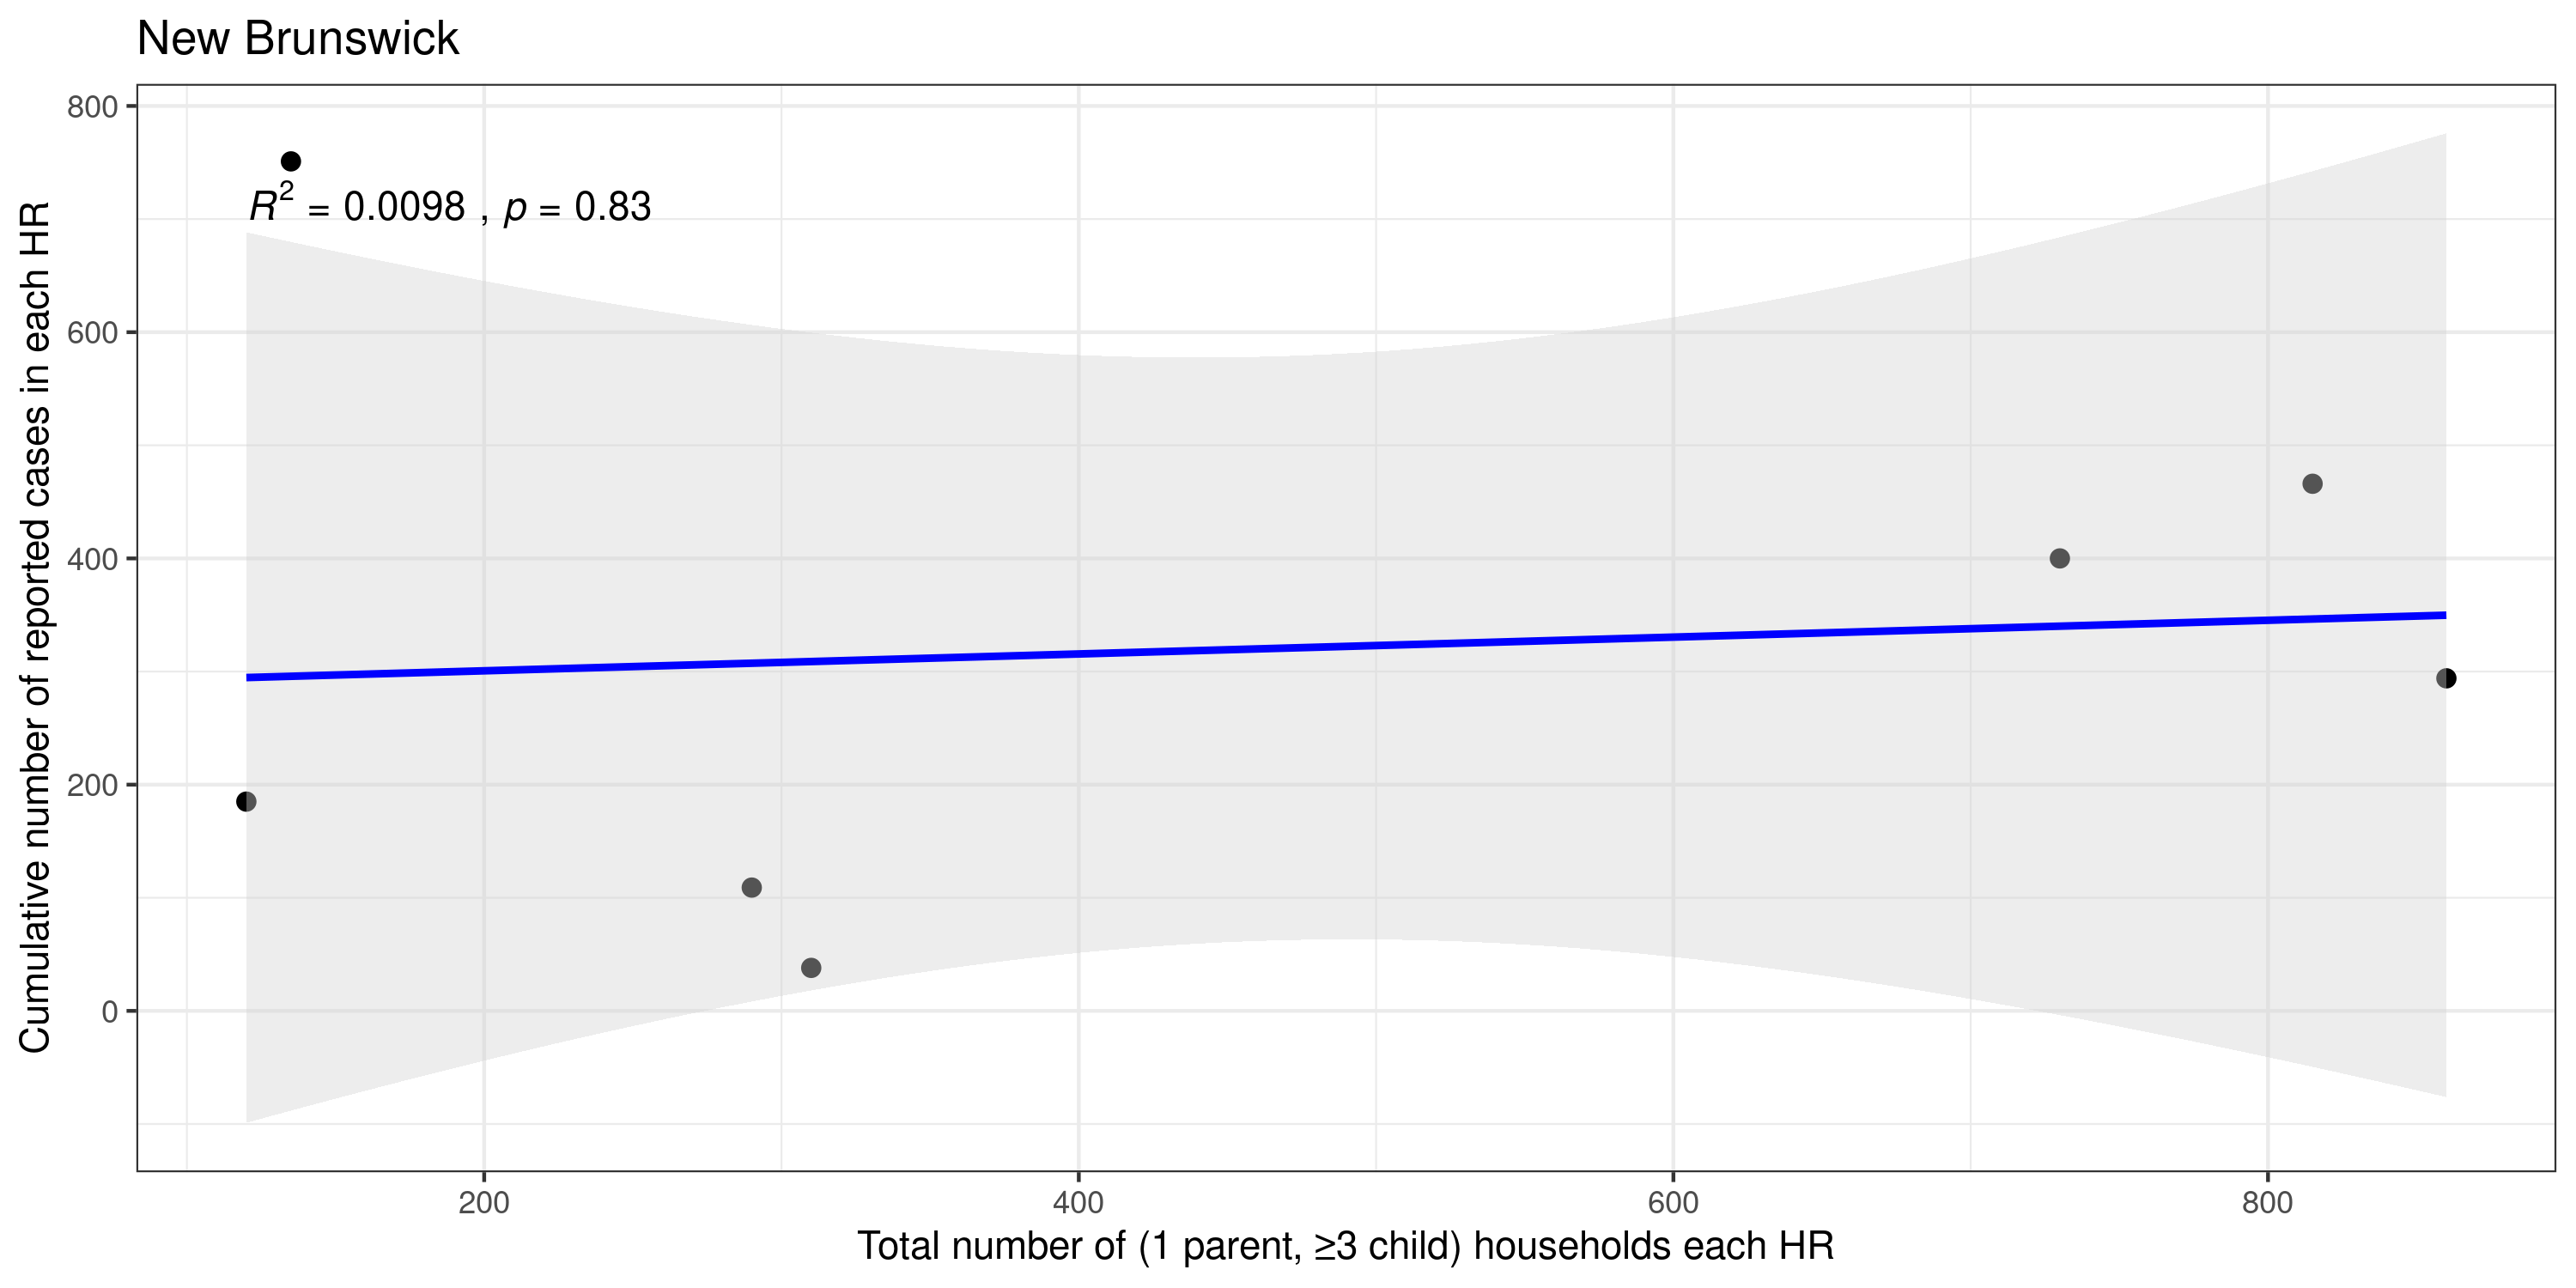 New Brunswick
800
R² = 0.0098 , p = 0.83
600
400
200
0
Cumulative number of reported cases in each HR
200 400 600 800
Total number of (1 parent, ≥3 child) households each HR